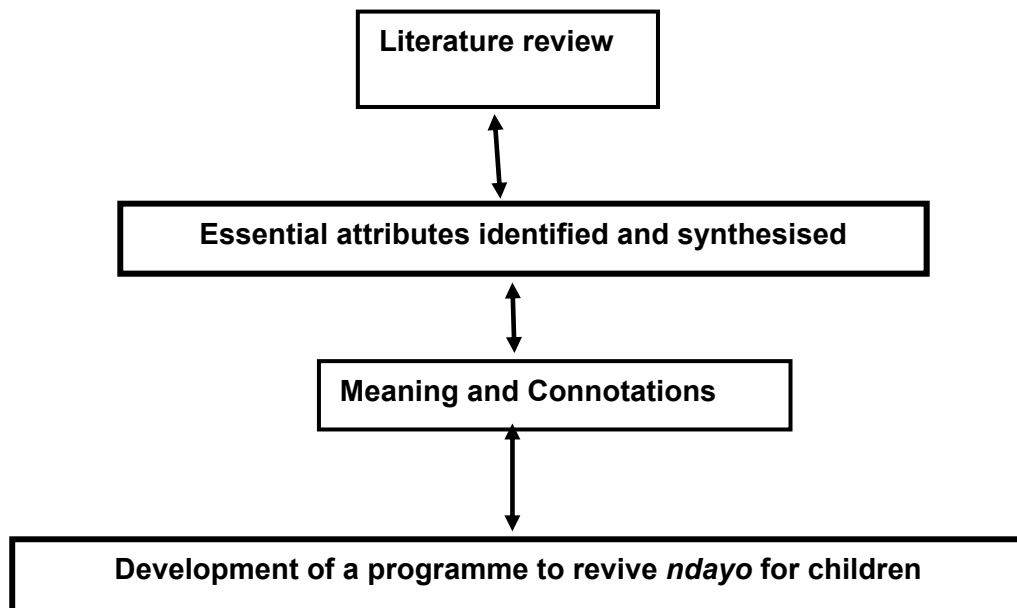 Literature review
Essential attributes identified and synthesised
Meaning and Connotations
Development of a programme to revive ndayo for children